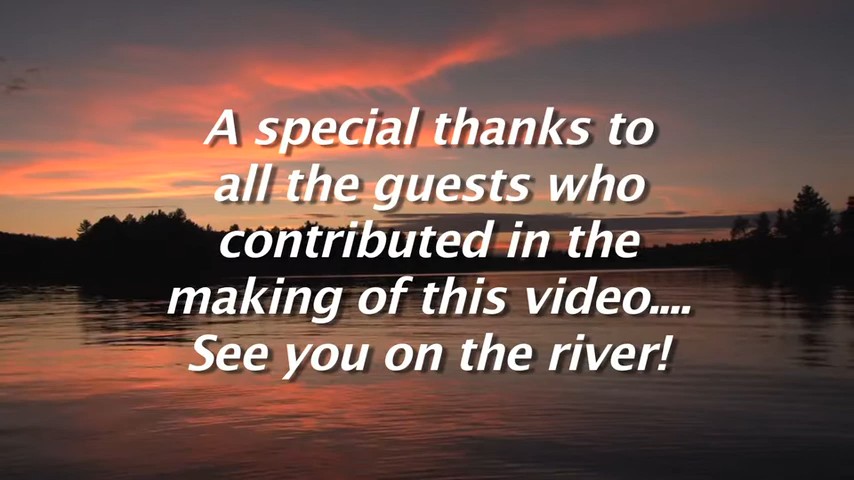 A special thanks to
all the guests who
contributed in the
making of this video....
See you on the river!